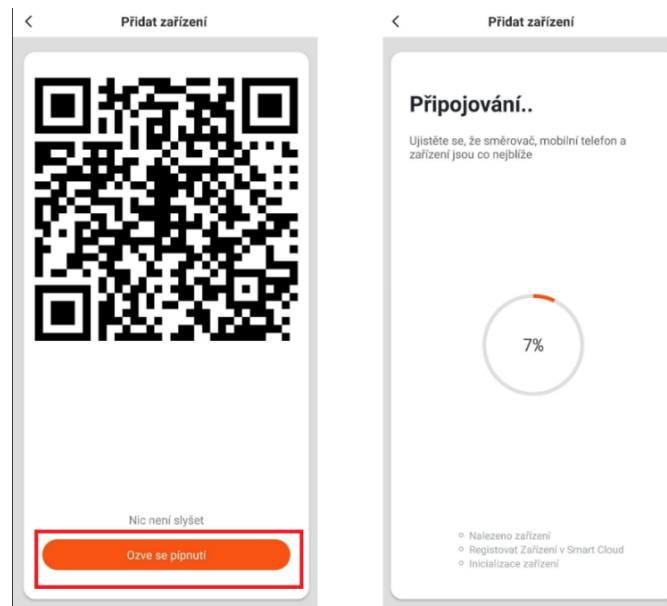 Přidat zařízení
Nic není slyšet
Ozve se pípnutí
Přidat zařízení
Připojování..
Ujistěte se, že směrovač, mobilní telefon a
zařízení jsou co nejblíže
7%
Nalezeno zařízení
Registovat Zařízení v Smart Cloud
Inicializace zařízení